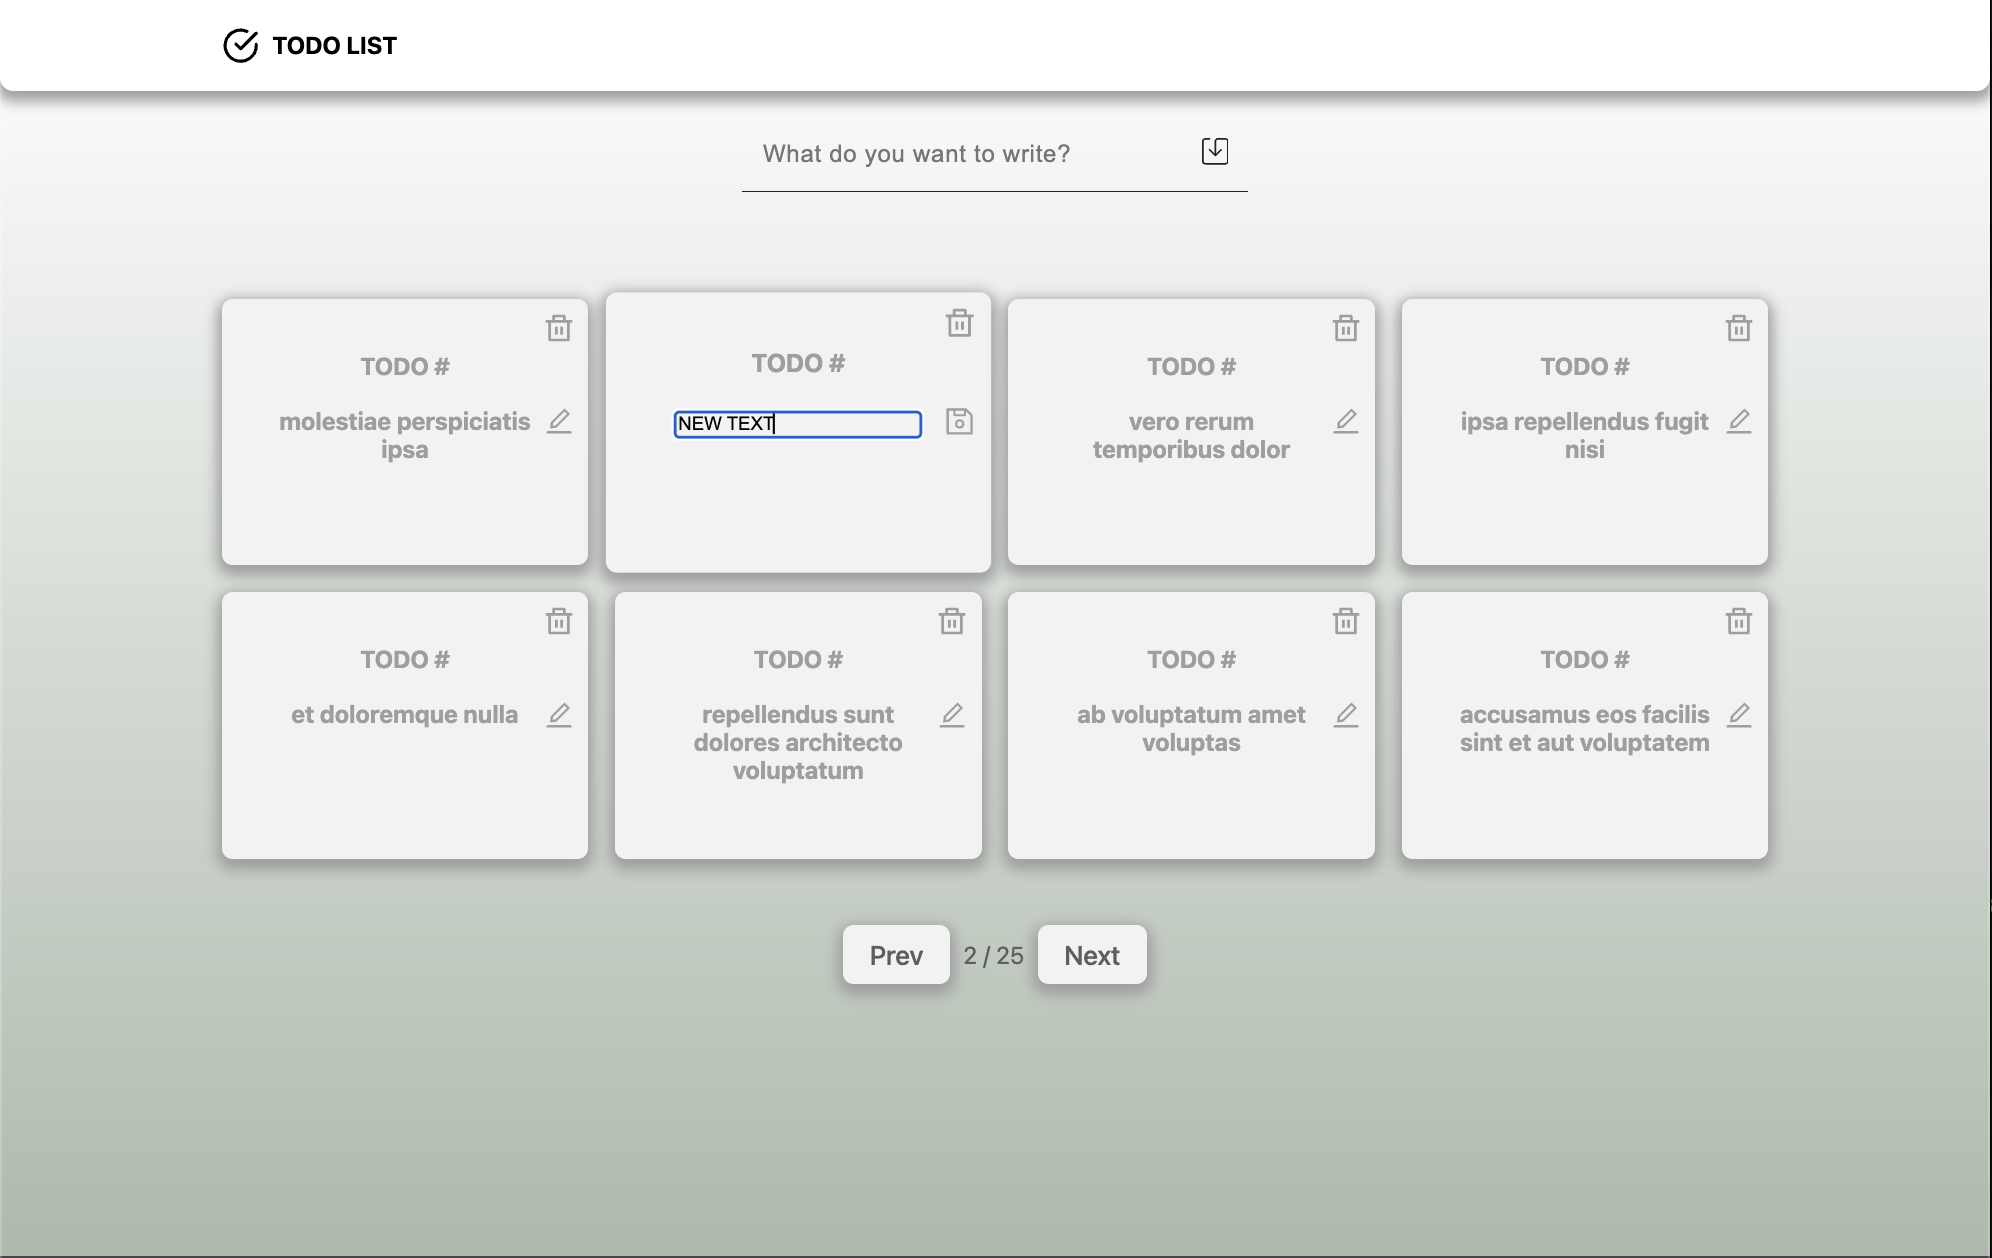 TODO LIST
What do you want to write?
TODO #
molestiae perspiciatis
ipsa
TODO #
NEW TEXT
TODO #
vero rerum
temporibus dolor
TODO #
ipsa repellendus fugit
nisi
TODO #
et doloremque nulla
TODO #
repellendus sunt
dolores architecto
voluptatum
TODO #
ab voluptatum amet
voluptas
TODO #
accusamus eos facilis
sint et aut voluptatem
Prev 2 / 25 Next